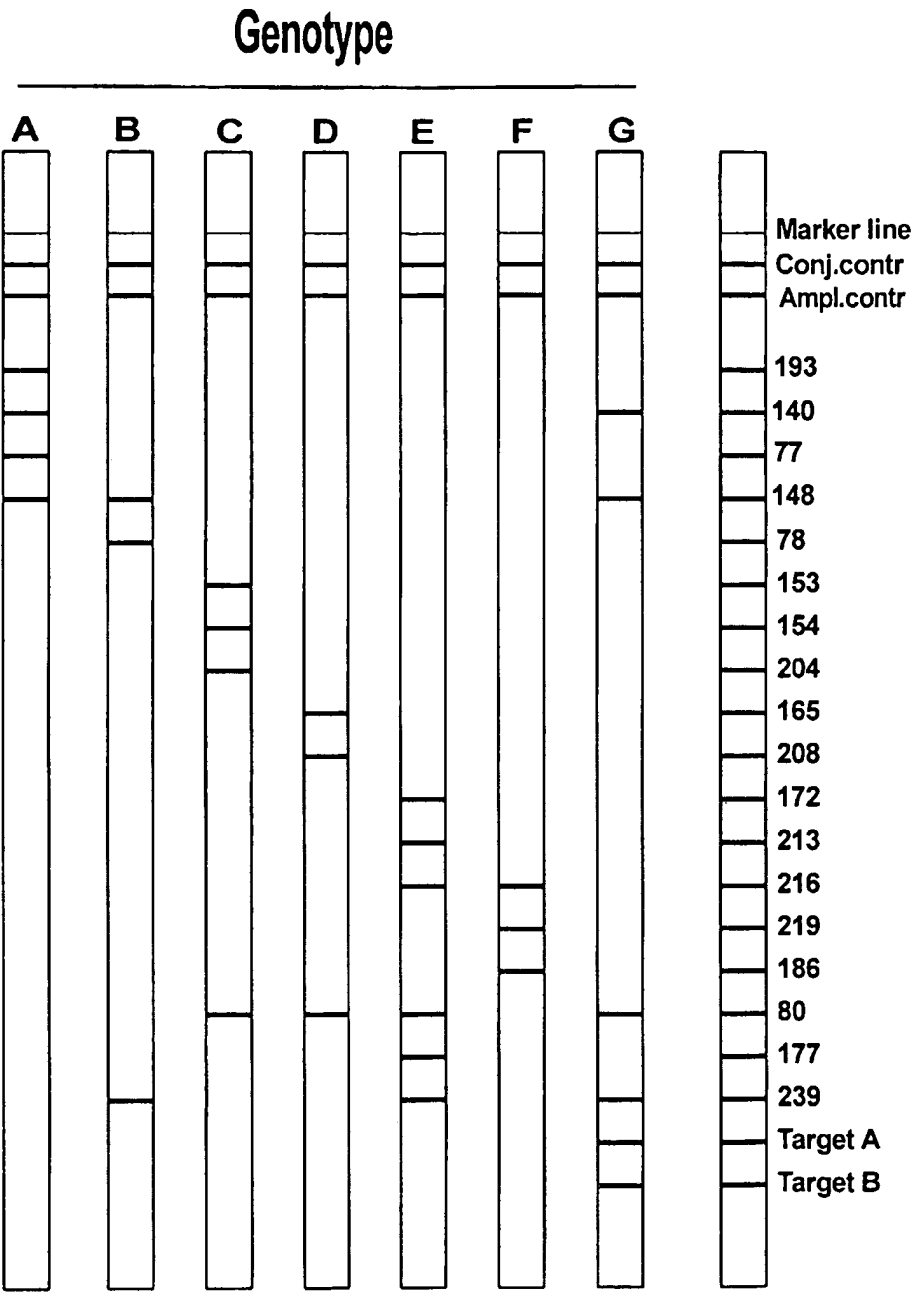 Genotype
A B C D E F G
Marker line
Conj.contr
Ampl.contr
193
140
77
148
78
153
154
204
165
208
172
213
216
219
186
80
177
239
Target A
Target B